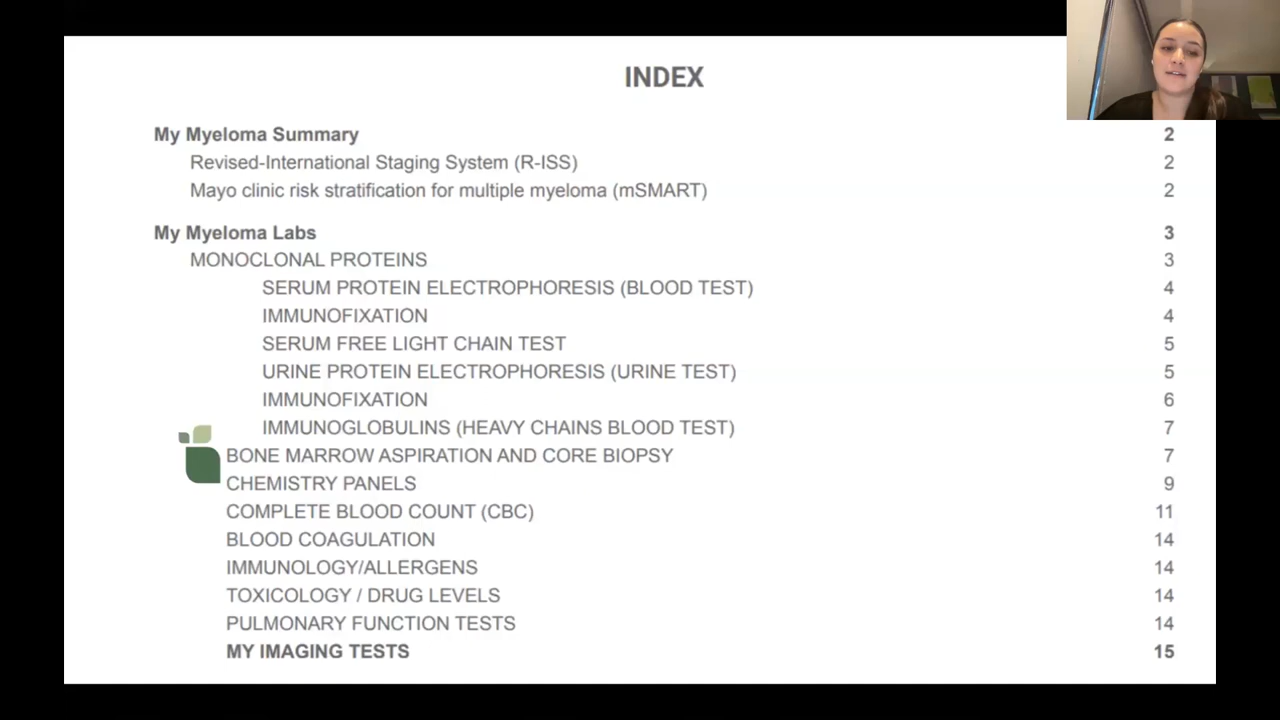 INDEX
My Myeloma Summary 2
Revised-International Staging System (R-ISS) 2
Mayo clinic risk stratification for multiple myeloma (mSMART) 2
My Myeloma Labs 3
MONOCLONAL PROTEINS 3
SERUM PROTEIN ELECTROPHORESIS (BLOOD TEST) 4
IMMUNOFIXATION 4
SERUM FREE LIGHT CHAIN TEST 5
URINE PROTEIN ELECTROPHORESIS (URINE TEST) 5
IMMUNOFIXATION 6
IMMUNOGLOBULINS (HEAVY CHAINS BLOOD TEST) 7
BONE MARROW ASPIRATION AND CORE BIOPSY 7
CHEMISTRY PANELS 9
COMPLETE BLOOD COUNT (CBC) 11
BLOOD COAGULATION 14
IMMUNOLOGY/ALLERGENS 14
TOXICOLOGY / DRUG LEVELS 14
PULMONARY FUNCTION TESTS 14
MY IMAGING TESTS 15